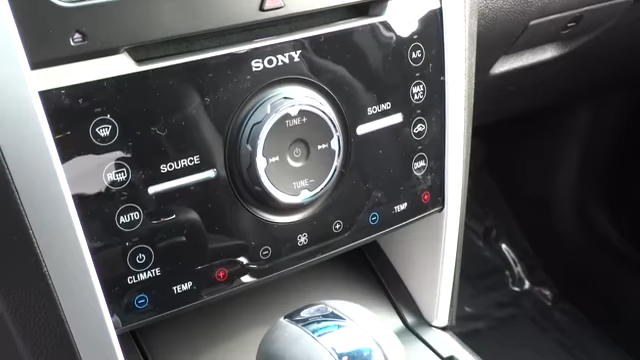 SONY
A/C
MAX
A/C
DUAL
SOUND
TUNE+
TUNE-
SOURCE
R
AUTO
CLIMATE
TEMP
TEMP